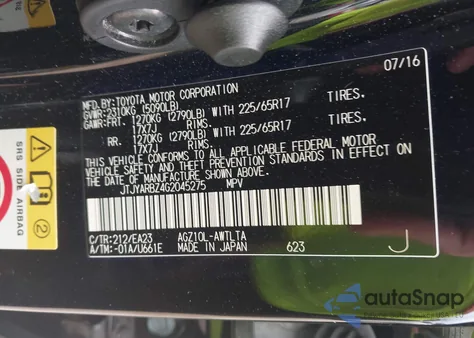 MFD.BY:TOYOTA MOTOR CORPORATION 07/16
GVWR:2310KG (5090LB)
GAWR:FRT. 1270KG (2790LB) WITH 225/65R17 TIRES.
17X7J RIMS.
RR. 1270KG (2790LB) WITH 225/65R17 TIRES.
17X7J RIMS.
THIS VEHICLE CONFORMS TO ALL APPLICABLE FEDERAL MOTOR
VEHICLE SAFETY AND THEFT PREVENTION STANDARDS IN EFFECT ON
THE DATE OF MANUFACTURE SHOWN ABOVE.
JTJYARBZ4G2045275 MPV
C/TR:212/EA23 AGZ10L-AWTLTA
A/TM:-01A/U661E MADE IN JAPAN 623 J
SRS SIDE AIRBAG
2
autoSnap